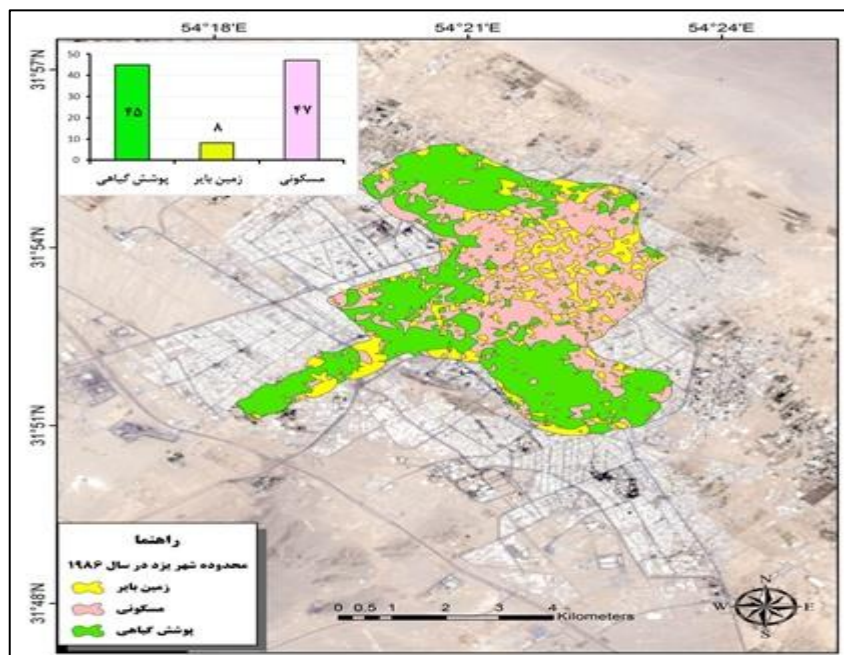 54°18'E 54°21'E 54°24'E
31°57'N
31°54'N
31°51'N
31°48'N
50
40
30
20
10
0
۴۵
۸
۴۷
پوشش گیاهی
زمین بایر
مسکونی
راهنما
محدوده شهر یزد در سال ۱۹۸۶
زمین بایر
مسکونی
پوشش گیاهی
0 0.5 1 2 3 4
Kilometers
N
W E
S